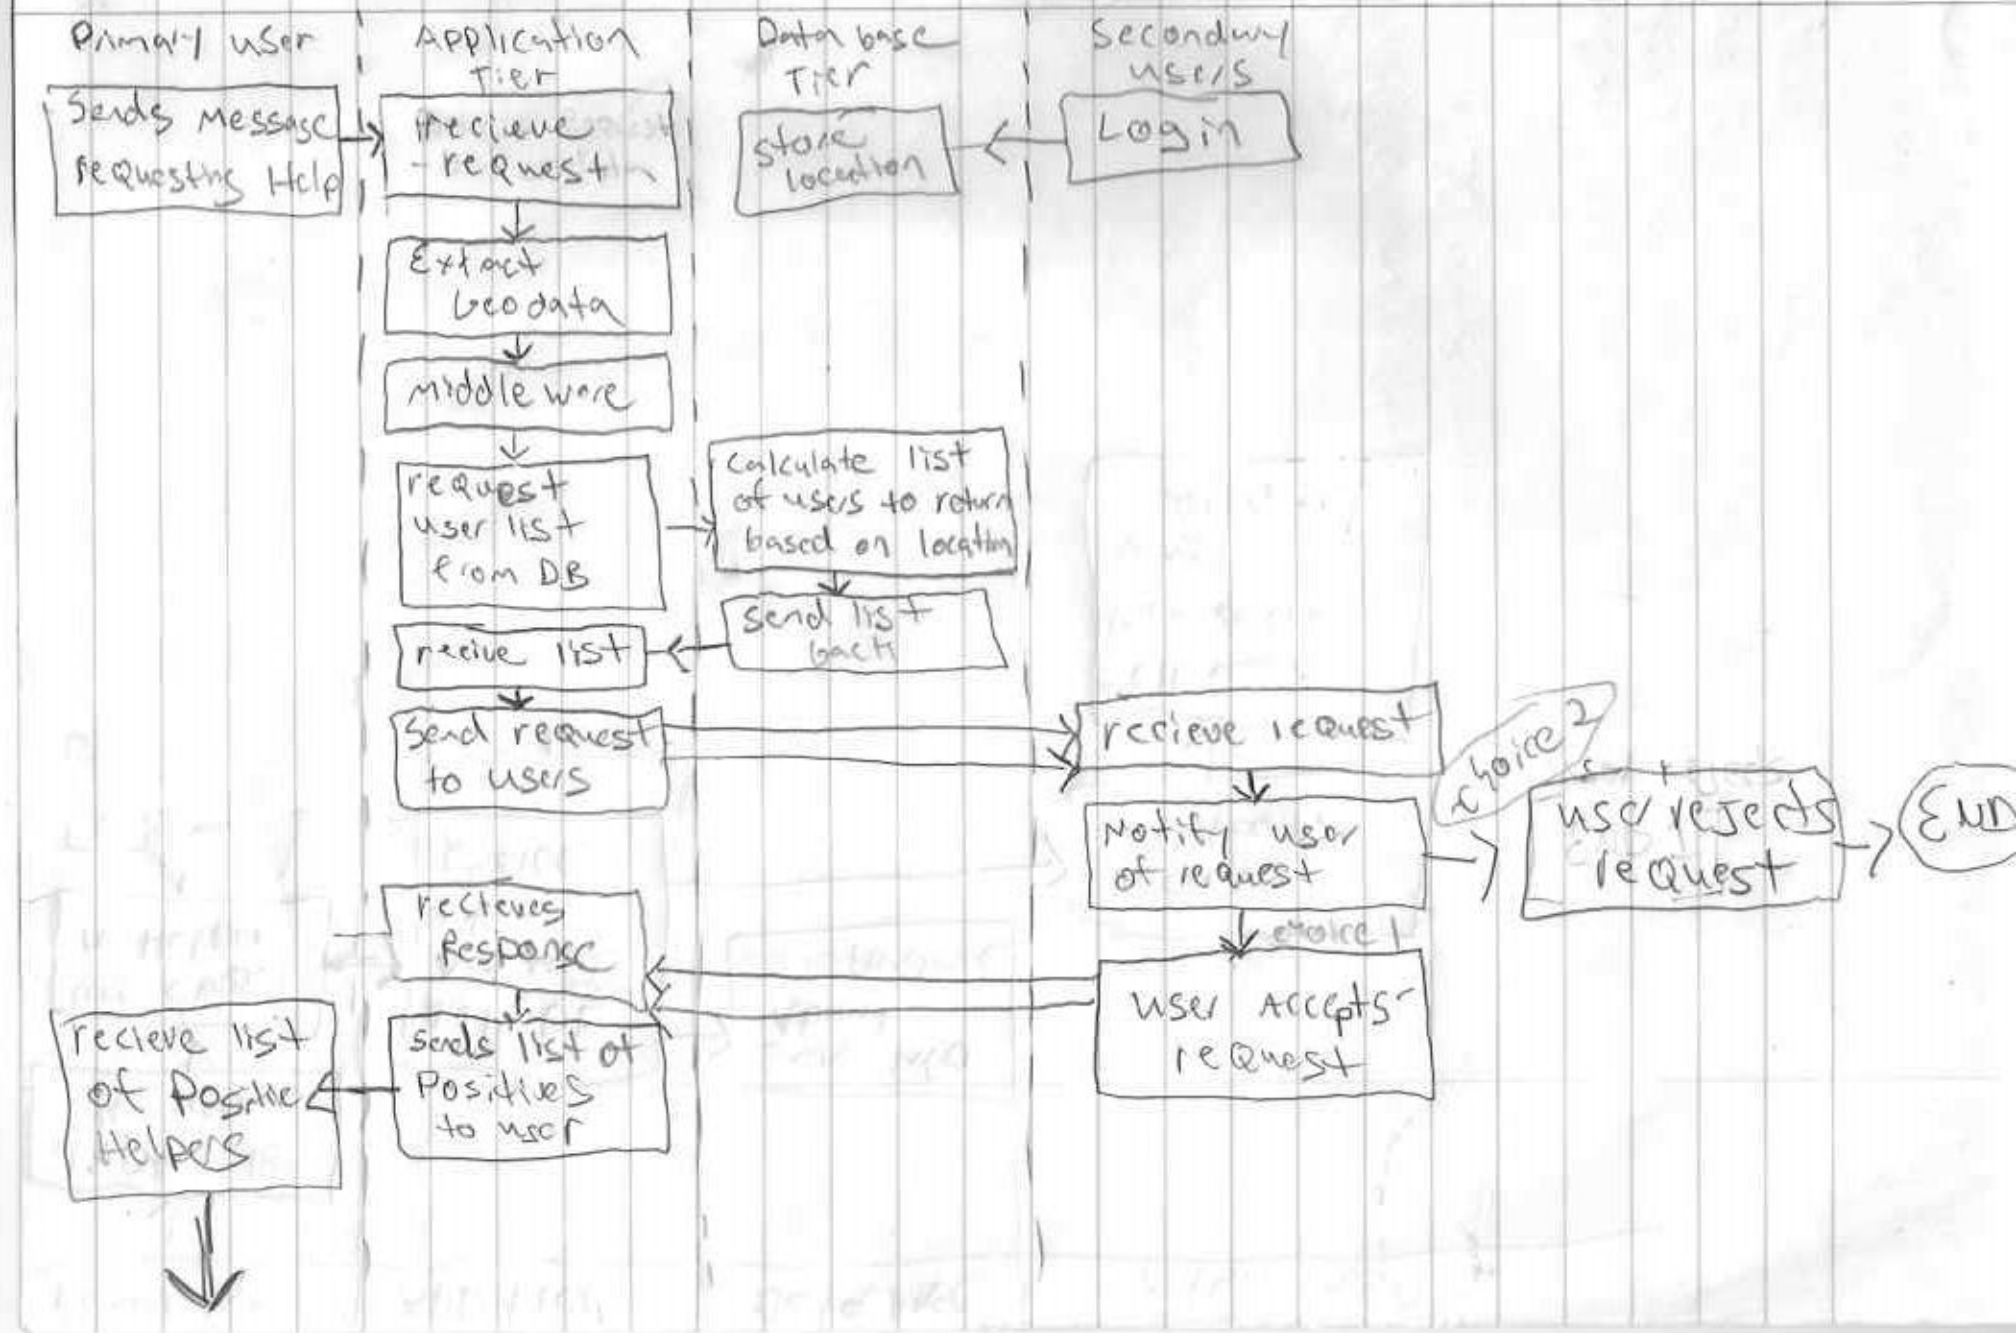 Primary user
Application
Tier
Data base
Tier
Secondary
users
Sends Message
requesting Help
recieve
request
store
location
Login
Extract
Geodata
Middleware
request
user list
from DB
Calculate list
of users to return
based on location
send list
back
recive list
Send request
to users
recieve request
choice 2
Notify user
of request
user rejects
request
END
choice 1
recieves
Response
User Accepts
request
recieve list
of Positive
Helpers
sends list of
Positives
to user